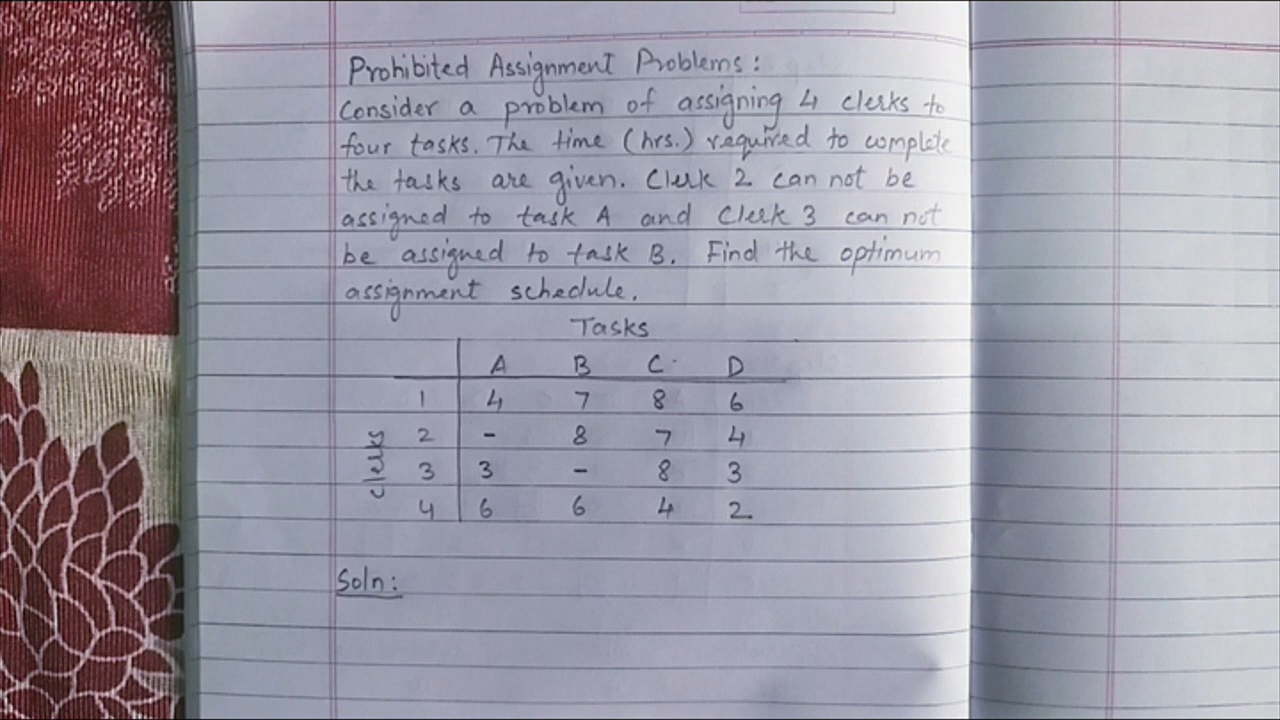 Prohibited Assignment Problems:
Consider a problem of assigning 4 clerks to
four tasks. The time (hrs.) required to complete
the tasks are given. Clerk 2 can not be
assigned to task A and Clerk 3 can not
be assigned to task B. Find the optimum
assignment schedule.
Tasks
A B C D
1 4 7 8 6
2 - 8 7 4
clerks
3 3 - 8 3
4 6 6 4 2
Soln: